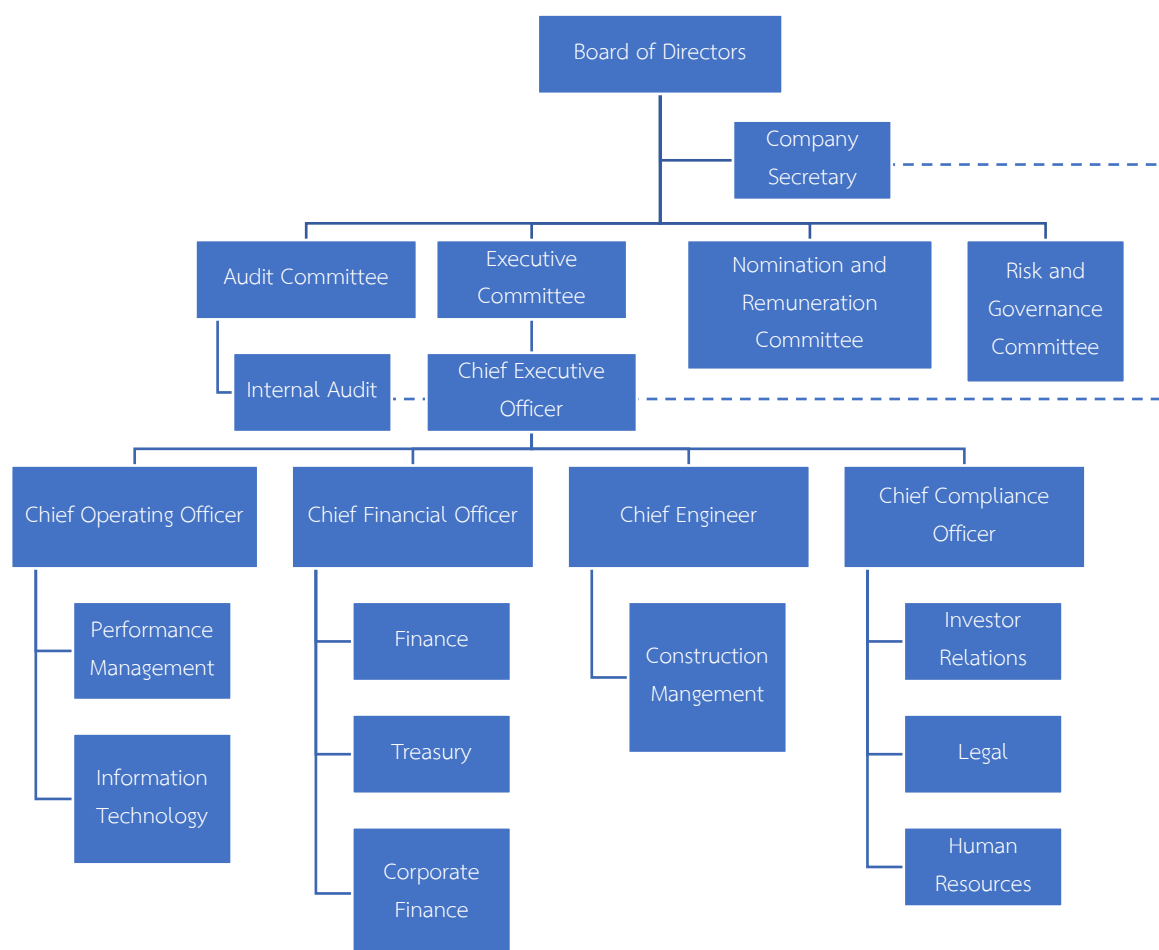 Board of Directors
Company
Secretary
Audit Committee
Executive
Committee
Nomination and
Remuneration
Committee
Risk and
Governance
Committee
Internal Audit
Chief Executive
Officer
Chief Operating Officer
Chief Financial Officer
Chief Engineer
Chief Compliance
Officer
Performance
Management
Information
Technology
Finance
Treasury
Corporate
Finance
Construction
Mangement
Investor
Relations
Legal
Human
Resources